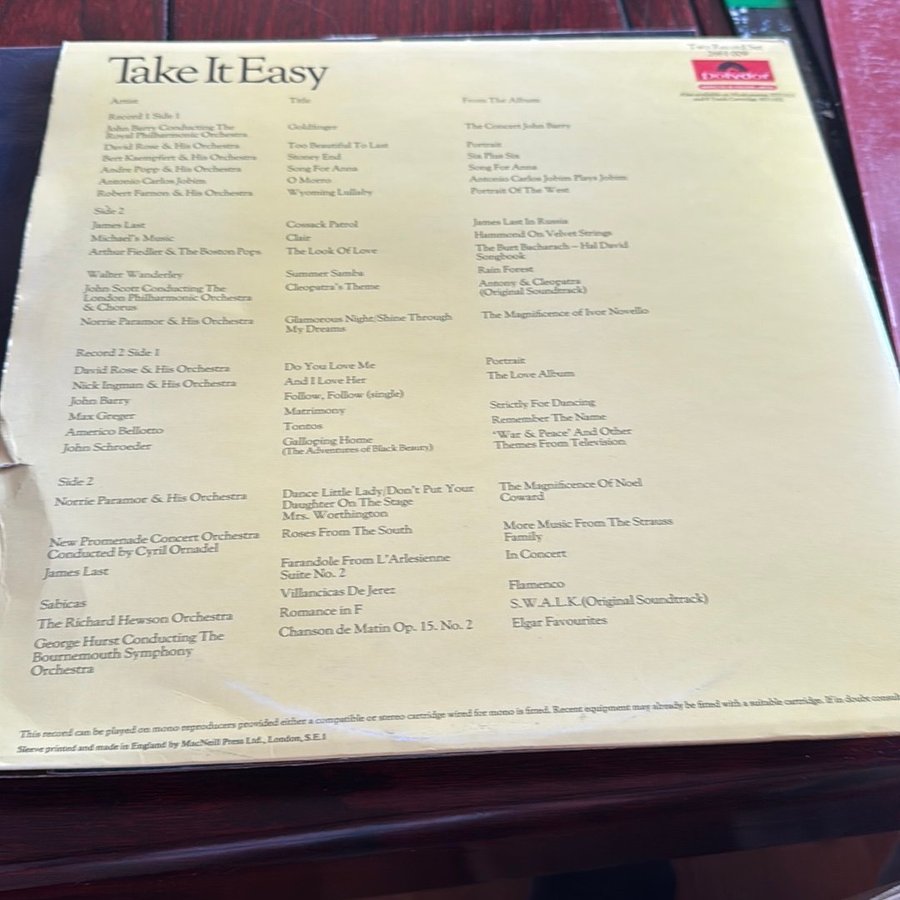 Take It Easy
Two Record Set
polydor
Artist Title From The Album
Record 1 Side 1
John Barry Conducting The Goldfinger The Concert John Barry
Royal Philharmonic Orchestra
David Rose & His Orchestra Too Beautiful To Last Portrait
Bert Kaempfert & His Orchestra Stoney End Six Plus Six
Andre Popp & His Orchestra Song For Anna Song For Anna
Antonio Carlos Jobim O Morro Antonio Carlos Jobim Plays Jobim
Robert Farnon & His Orchestra Wyoming Lullaby Portrait Of The West
Side 2
James Last Cossack Patrol James Last In Russia
Michael's Music Clair Hammond On Velvet Strings
Arthur Fiedler & The Boston Pops The Look Of Love The Burt Bacharach – Hal David
Songbook
Walter Wanderley Summer Samba Rain Forest
John Scott Conducting The Cleopatra's Theme Antony & Cleopatra
London Philharmonic Orchestra (Original Soundtrack)
& Chorus
Norrie Paramor & His Orchestra Glamorous Night/Shine Through The Magnificence of Ivor Novello
My Dreams
Record 2 Side 1
David Rose & His Orchestra Do You Love Me Portrait
Nick Ingman & His Orchestra And I Love Her The Love Album
John Barry Follow, Follow (single)
Max Greger Matrimony Strictly For Dancing
Americo Bellotto Tontos Remember The Name
John Schroeder Galloping Home 'War & Peace' And Other
(The Adventures of Black Beauty) Themes From Television
Side 2
Norrie Paramor & His Orchestra Dance Little Lady/Don't Put Your The Magnificence Of Noel
Daughter On The Stage Coward
Mrs. Worthington
New Promenade Concert Orchestra Roses From The South More Music From The Strauss
Conducted by Cyril Ornadel Family
James Last Farandole From L'Arlesienne In Concert
Suite No. 2
Sabicas Villancicas De Jerez Flamenco
The Richard Hewson Orchestra Romance in F S.W.A.L.K.(Original Soundtrack)
George Hurst Conducting The Chanson de Matin Op. 15. No. 2 Elgar Favourites
Bournemouth Symphony
Orchestra
This record can be played on mono reproducers provided either a compatible or stereo cartridge wired for mono is fitted. Recent equipment may already be fitted with a suitable cartridge. If in doubt consult
Sleeve printed and made in England by MacNeill Press Ltd., London, S.E.1